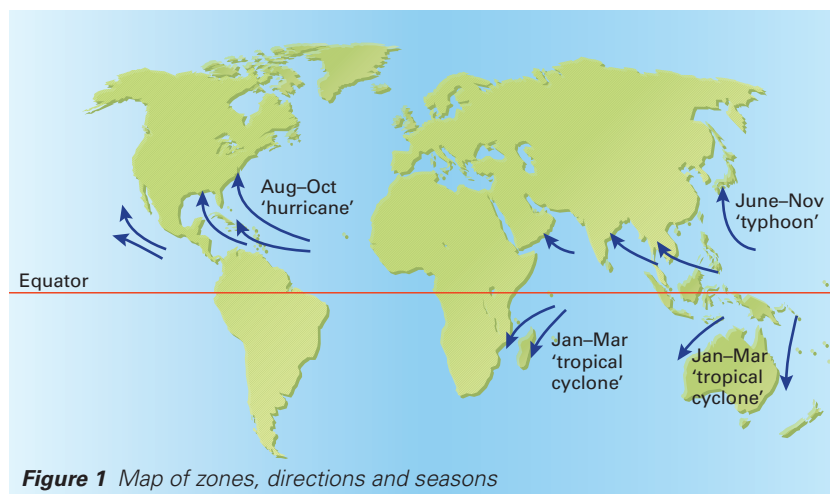 Aug–Oct
‘hurricane’
June–Nov
‘typhoon’
Equator
Jan–Mar
‘tropical
cyclone’
Jan–Mar
‘tropical
cyclone’
Figure 1 Map of zones, directions and seasons